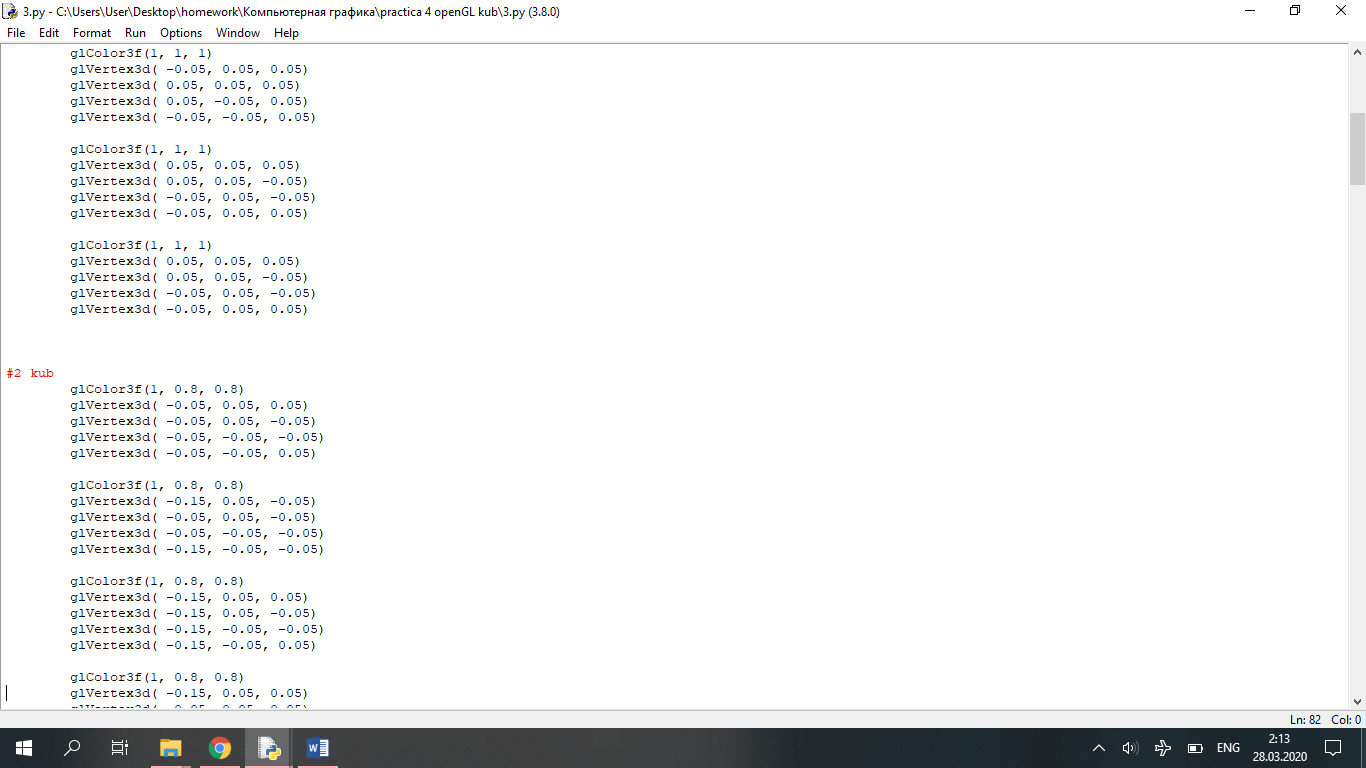 3.py - C:\Users\User\Desktop\homework\Компьютерная графика\practica 4 openGL kub\3.py (3.8.0)
File Edit Format Run Options Window Help
glColor3f(1, 1, 1)
glVertex3d( -0.05, 0.05, 0.05)
glVertex3d( 0.05, 0.05, 0.05)
glVertex3d( 0.05, -0.05, 0.05)
glVertex3d( -0.05, -0.05, 0.05)
glColor3f(1, 1, 1)
glVertex3d( 0.05, 0.05, 0.05)
glVertex3d( 0.05, 0.05, -0.05)
glVertex3d( -0.05, 0.05, -0.05)
glVertex3d( -0.05, 0.05, 0.05)
glColor3f(1, 1, 1)
glVertex3d( 0.05, 0.05, 0.05)
glVertex3d( 0.05, 0.05, -0.05)
glVertex3d( -0.05, 0.05, -0.05)
glVertex3d( -0.05, 0.05, 0.05)
#2 kub
glColor3f(1, 0.8, 0.8)
glVertex3d( -0.05, 0.05, 0.05)
glVertex3d( -0.05, 0.05, -0.05)
glVertex3d( -0.05, -0.05, -0.05)
glVertex3d( -0.05, -0.05, 0.05)
glColor3f(1, 0.8, 0.8)
glVertex3d( -0.15, 0.05, -0.05)
glVertex3d( -0.05, 0.05, -0.05)
glVertex3d( -0.05, -0.05, -0.05)
glVertex3d( -0.15, -0.05, -0.05)
glColor3f(1, 0.8, 0.8)
glVertex3d( -0.15, 0.05, 0.05)
glVertex3d( -0.15, 0.05, -0.05)
glVertex3d( -0.15, -0.05, -0.05)
glVertex3d( -0.15, -0.05, 0.05)
glColor3f(1, 0.8, 0.8)
glVertex3d( -0.15, 0.05, 0.05)
Ln: 82 Col: 0
ENG
2:13
28.03.2020